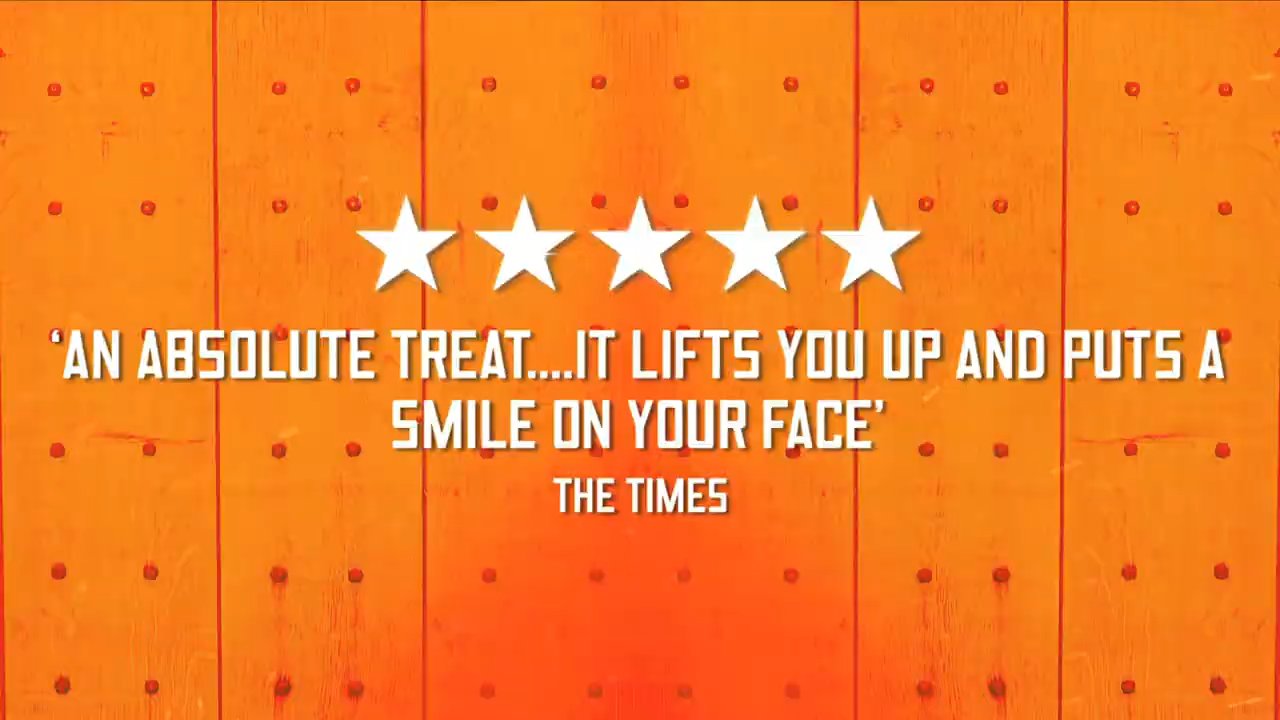 ‘AN ABSOLUTE TREAT....IT LIFTS YOU UP AND PUTS A
SMILE ON YOUR FACE’
THE TIMES